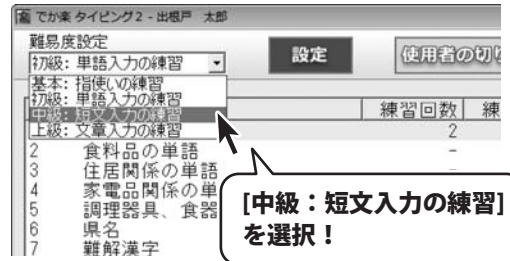 でか楽 タイピング2 - 出根戸 太郎
難易度設定
初級: 単語入力の練習
設定
使用者の切り
基本: 指使いの練習
初級: 単語入力の練習
中級: 短文入力の練習
上級: 文章入力の練習
練習回数 練
2
2 食料品の単語 -
3 住居関係の単語 -
4 家電品関係の単
5 調理器具、食器
6 県名
7 難解漢字
[中級：短文入力の練習]
を選択！